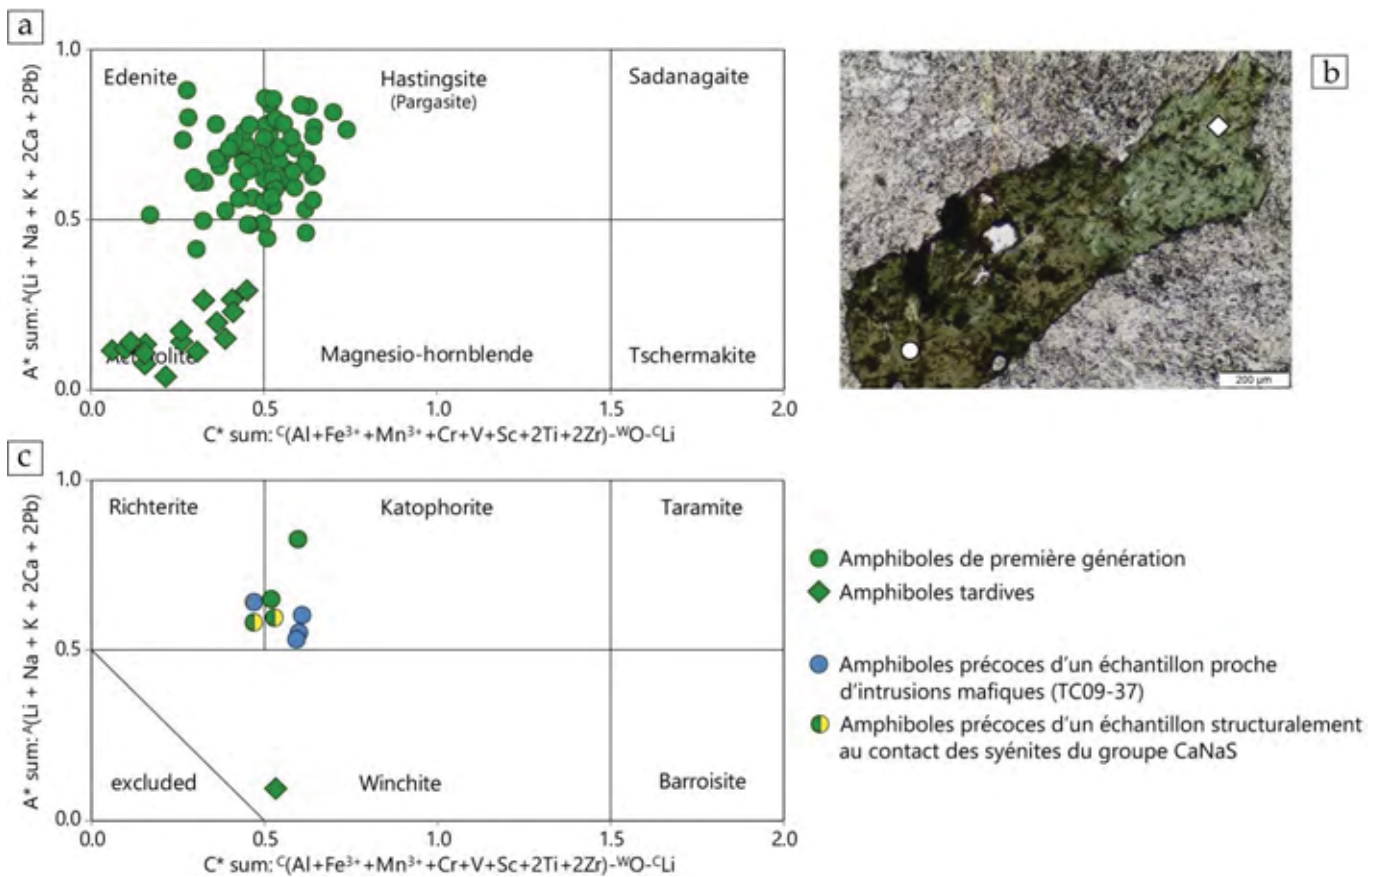 a
1.0
Edenite
Hastingsite
(Pargasite)
Sadanagaite
0.5
Actinolite
Magnesio-hornblende
Tschermakite
0.0
0.0 0.5 1.0 1.5 2.0
A* sum: ᴬ(Li + Na + K + 2Ca + 2Pb)
C* sum: ᶜ(Al+Fe³⁺+Mn³⁺+Cr+V+Sc+2Ti+2Zr)-ᵂO-ᶜLi
b
200 µm
c
1.0
Richterite
Katophorite
Taramite
0.5
excluded
Winchite
Barroisite
0.0
0.0 0.5 1.0 1.5 2.0
A* sum: ᴬ(Li + Na + K + 2Ca + 2Pb)
C* sum: ᶜ(Al+Fe³⁺+Mn³⁺+Cr+V+Sc+2Ti+2Zr)-ᵂO-ᶜLi
Amphiboles de première génération
Amphiboles tardives
Amphiboles précoces d'un échantillon proche
d'intrusions mafiques (TC09-37)
Amphiboles précoces d'un échantillon structuralement
au contact des syénites du groupe CaNaS